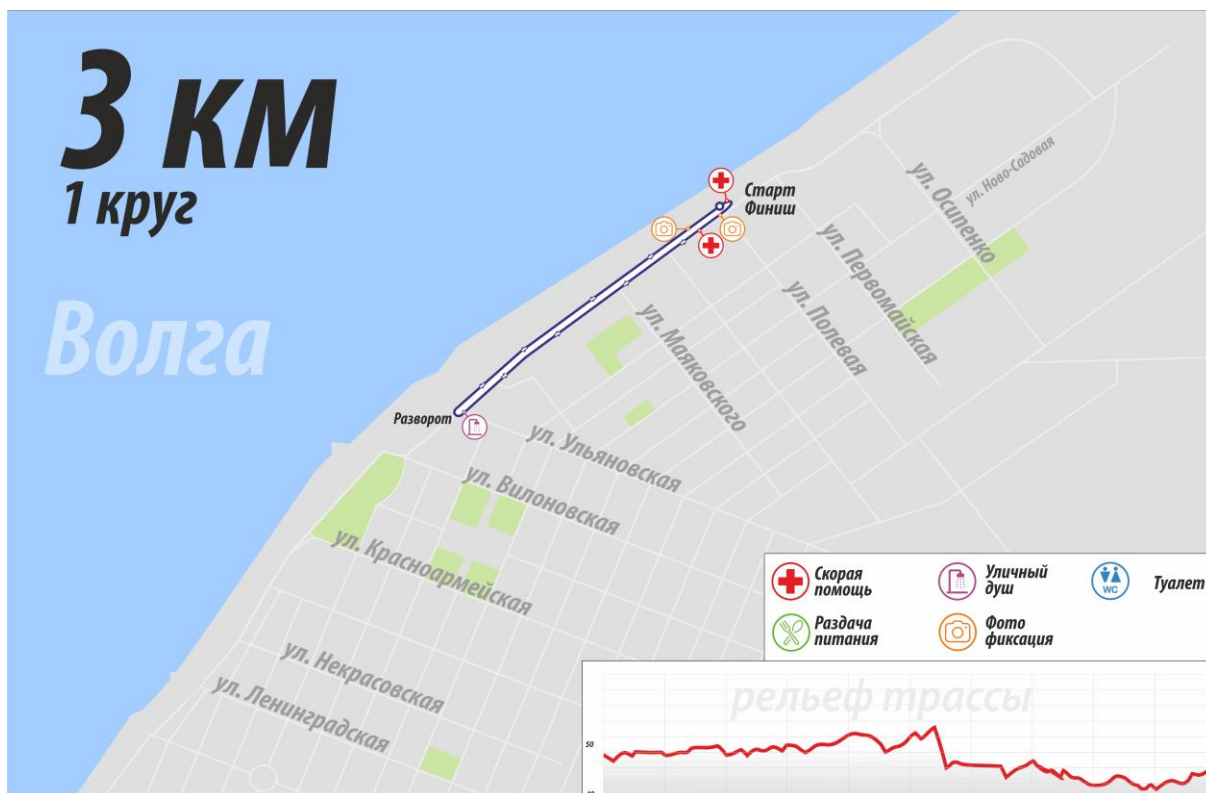 3 км
1 круг
Волга
Старт
Финиш
Разворот
ул. Осипенко
ул. Ново-Садовая
ул. Первомайская
ул. Полевая
ул. Маяковского
ул. Ульяновская
ул. Вилоновская
ул. Красноармейская
ул. Некрасовская
ул. Ленинградская
Скорая
помощь
Уличный
душ
WC
Туалет
Раздача
питания
Фото
фиксация
рельеф трассы
50